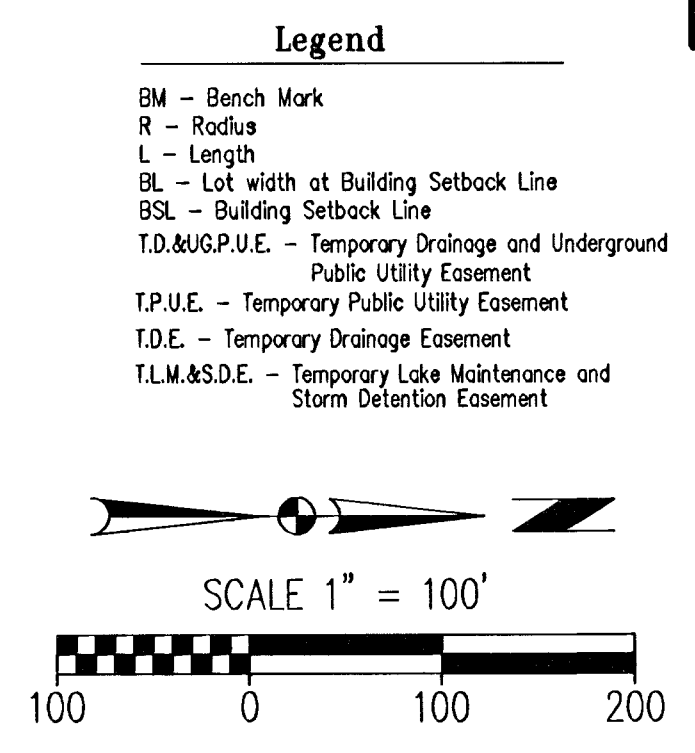 Legend
BM – Bench Mark
R – Radius
L – Length
BL – Lot width at Building Setback Line
BSL – Building Setback Line
T.D.&UG.P.U.E. – Temporary Drainage and Underground
Public Utility Easement
T.P.U.E. – Temporary Public Utility Easement
T.D.E. – Temporary Drainage Easement
T.L.M.&S.D.E. – Temporary Lake Maintenance and
Storm Detention Easement
N
SCALE 1" = 100'
100 0 100 200